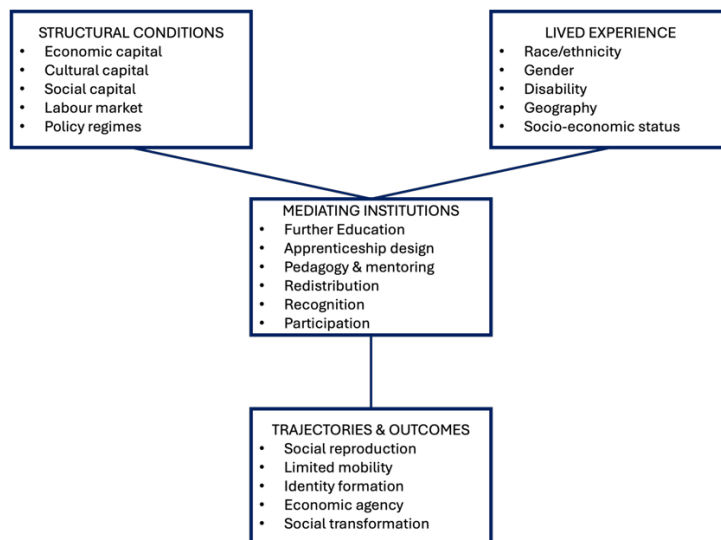 STRUCTURAL CONDITIONS
• Economic capital
• Cultural capital
• Social capital
• Labour market
• Policy regimes
LIVED EXPERIENCE
• Race/ethnicity
• Gender
• Disability
• Geography
• Socio-economic status
MEDIATING INSTITUTIONS
• Further Education
• Apprenticeship design
• Pedagogy & mentoring
• Redistribution
• Recognition
• Participation
TRAJECTORIES & OUTCOMES
• Social reproduction
• Limited mobility
• Identity formation
• Economic agency
• Social transformation